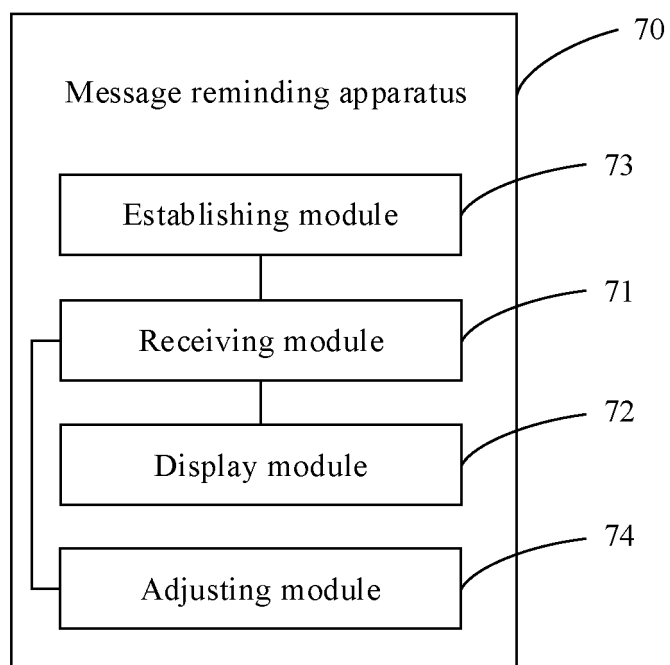 70
Message reminding apparatus
73
Establishing module
71
Receiving module
72
Display module
74
Adjusting module